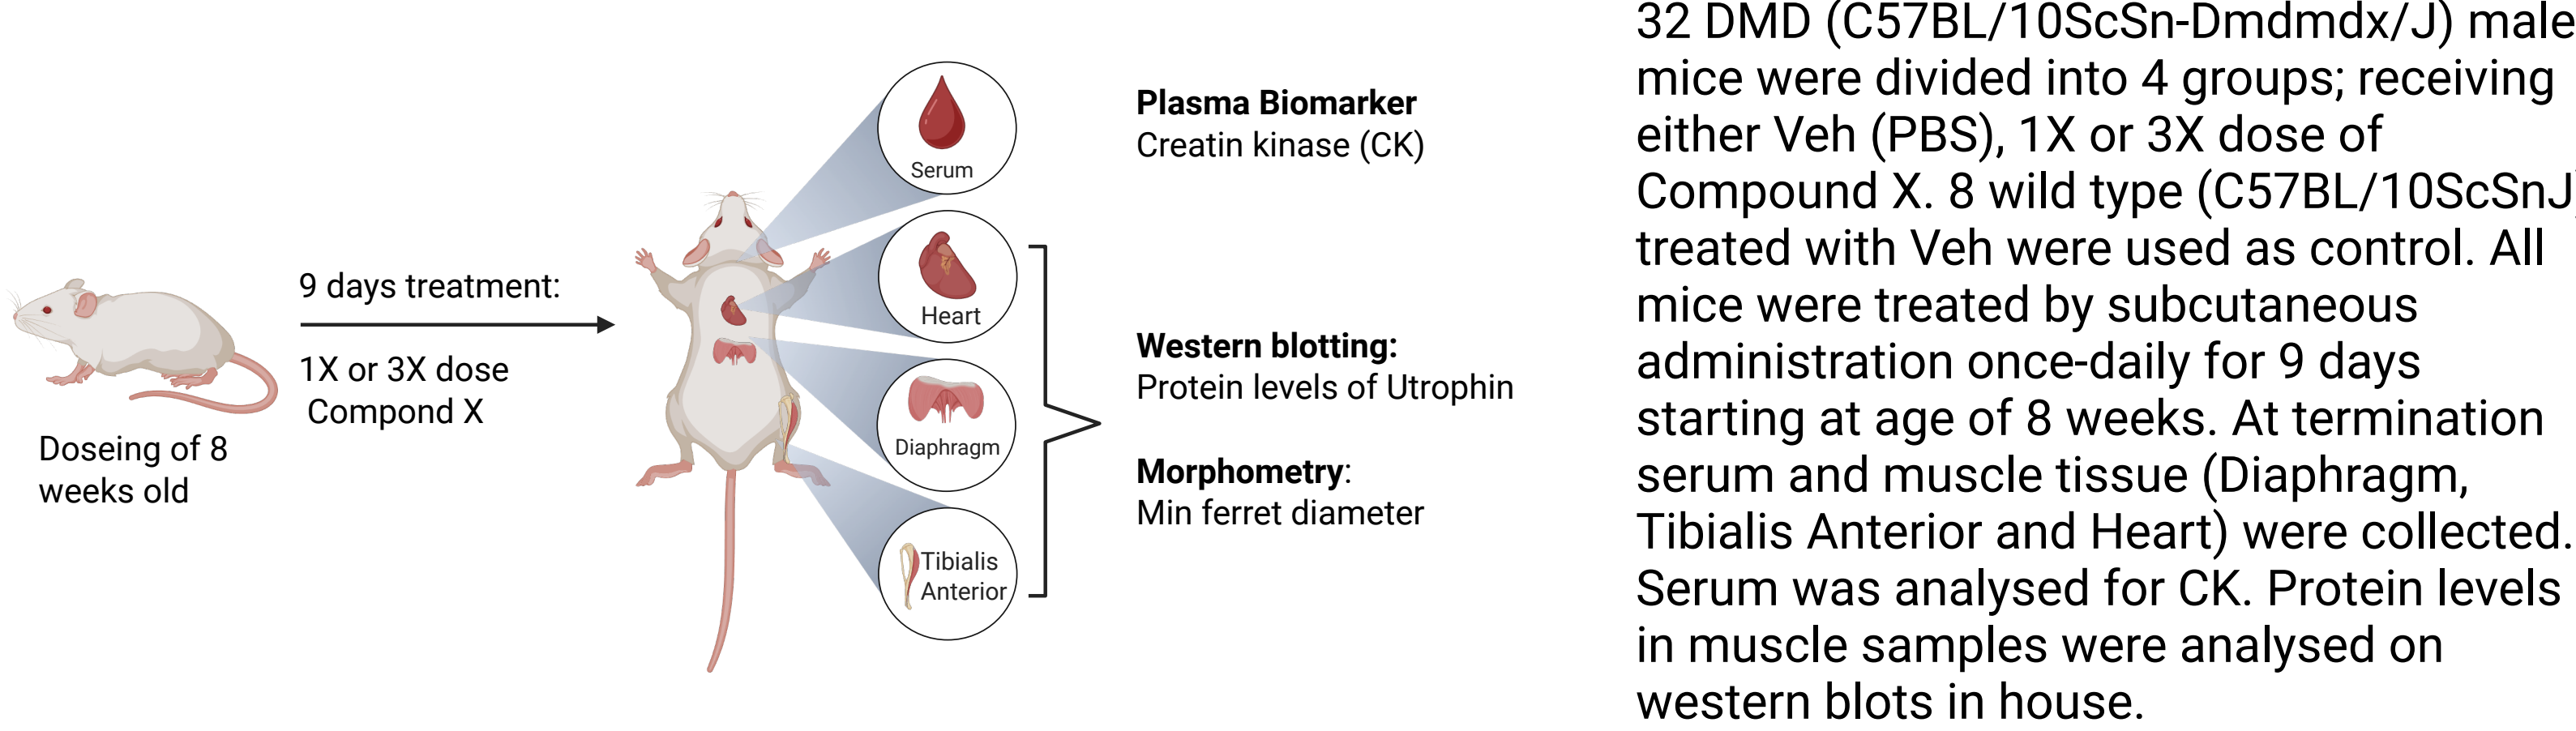 Doseing of 8
weeks old
9 days treatment:
1X or 3X dose
Compond X
Serum
Heart
Diaphragm
Tibialis
Anterior
Plasma Biomarker
Creatin kinase (CK)
Western blotting:
Protein levels of Utrophin
Morphometry:
Min ferret diameter
32 DMD (C57BL/10ScSn-Dmdmdx/J) male
mice were divided into 4 groups; receiving
either Veh (PBS), 1X or 3X dose of
Compound X. 8 wild type (C57BL/10ScSnJ)
treated with Veh were used as control. All
mice were treated by subcutaneous
administration once-daily for 9 days
starting at age of 8 weeks. At termination
serum and muscle tissue (Diaphragm,
Tibialis Anterior and Heart) were collected.
Serum was analysed for CK. Protein levels
in muscle samples were analysed on
western blots in house.